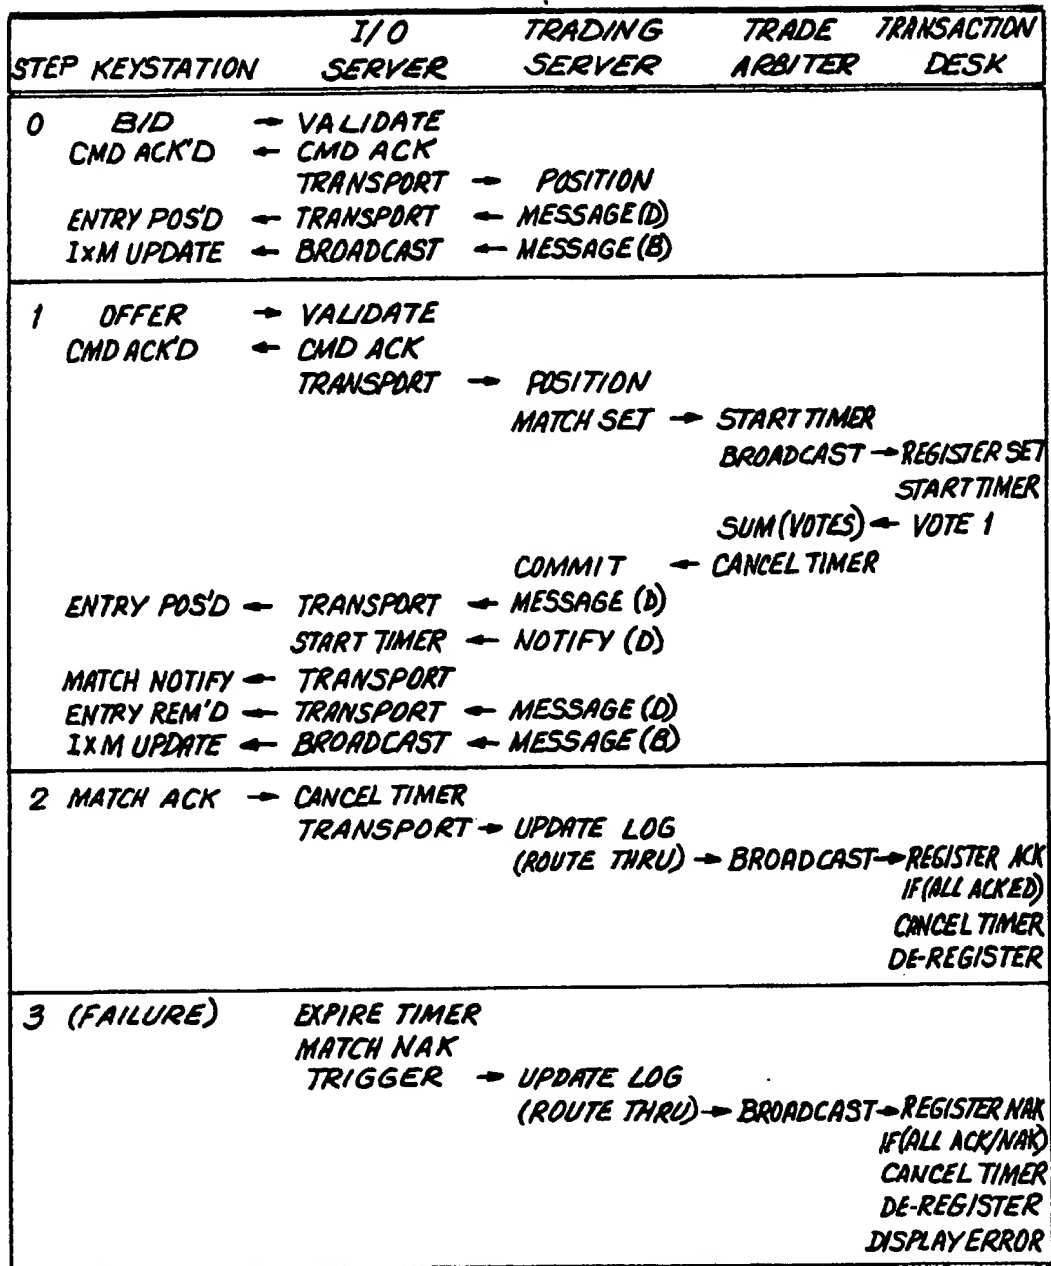 I/O TRADING TRADE TRANSACTION
STEP KEYSTATION SERVER SERVER ARBITER DESK
0 BID → VALIDATE
CMD ACK'D ← CMD ACK
TRANSPORT → POSITION
ENTRY POS'D ← TRANSPORT ← MESSAGE(D)
IxM UPDATE ← BROADCAST ← MESSAGE(B)
1 OFFER → VALIDATE
CMD ACK'D ← CMD ACK
TRANSPORT → POSITION
MATCH SET → START TIMER
BROADCAST → REGISTER SET
START TIMER
SUM(VOTES) ← VOTE 1
COMMIT ← CANCEL TIMER
ENTRY POS'D ← TRANSPORT ← MESSAGE (D)
START TIMER ← NOTIFY (D)
MATCH NOTIFY ← TRANSPORT
ENTRY REM'D ← TRANSPORT ← MESSAGE (D)
IxM UPDATE ← BROADCAST ← MESSAGE (B)
2 MATCH ACK → CANCEL TIMER
TRANSPORT → UPDATE LOG
(ROUTE THRU) → BROADCAST → REGISTER ACK
IF(ALL ACKED)
CANCEL TIMER
DE-REGISTER
3 (FAILURE) EXPIRE TIMER
MATCH NAK
TRIGGER → UPDATE LOG
(ROUTE THRU) → BROADCAST → REGISTER NAK
IF(ALL ACK/NAK)
CANCEL TIMER
DE-REGISTER
DISPLAY ERROR